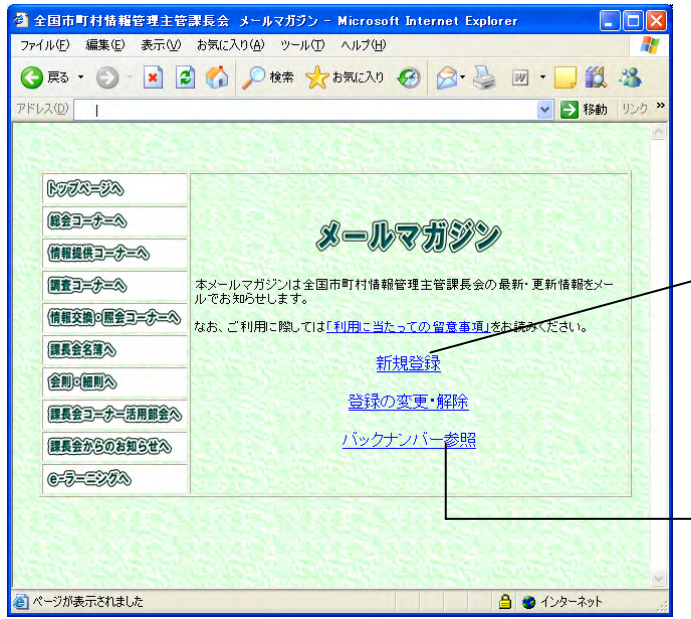 全国市町村情報管理主管課長会 メールマガジン - Microsoft Internet Explorer
ファイル(F) 編集(E) 表示(V) お気に入り(A) ツール(T) ヘルプ(H)
戻る 検索 お気に入り
アドレス(D) 移動 リンク »
トップページへ
総会コーナーへ
情報提供コーナーへ
調査コーナーへ
情報交換・照会コーナーへ
課長会名簿へ
会則・細則へ
課長会コーナー活用部会へ
課長会からのお知らせへ
e-ラーニングへ
メールマガジン
本メールマガジンは全国市町村情報管理主管課長会の最新・更新情報をメー
ルでお知らせします。
なお、ご利用に際しては「利用に当たっての留意事項」をお読みください。
新規登録
登録の変更・解除
バックナンバー参照
ページが表示されました インターネット